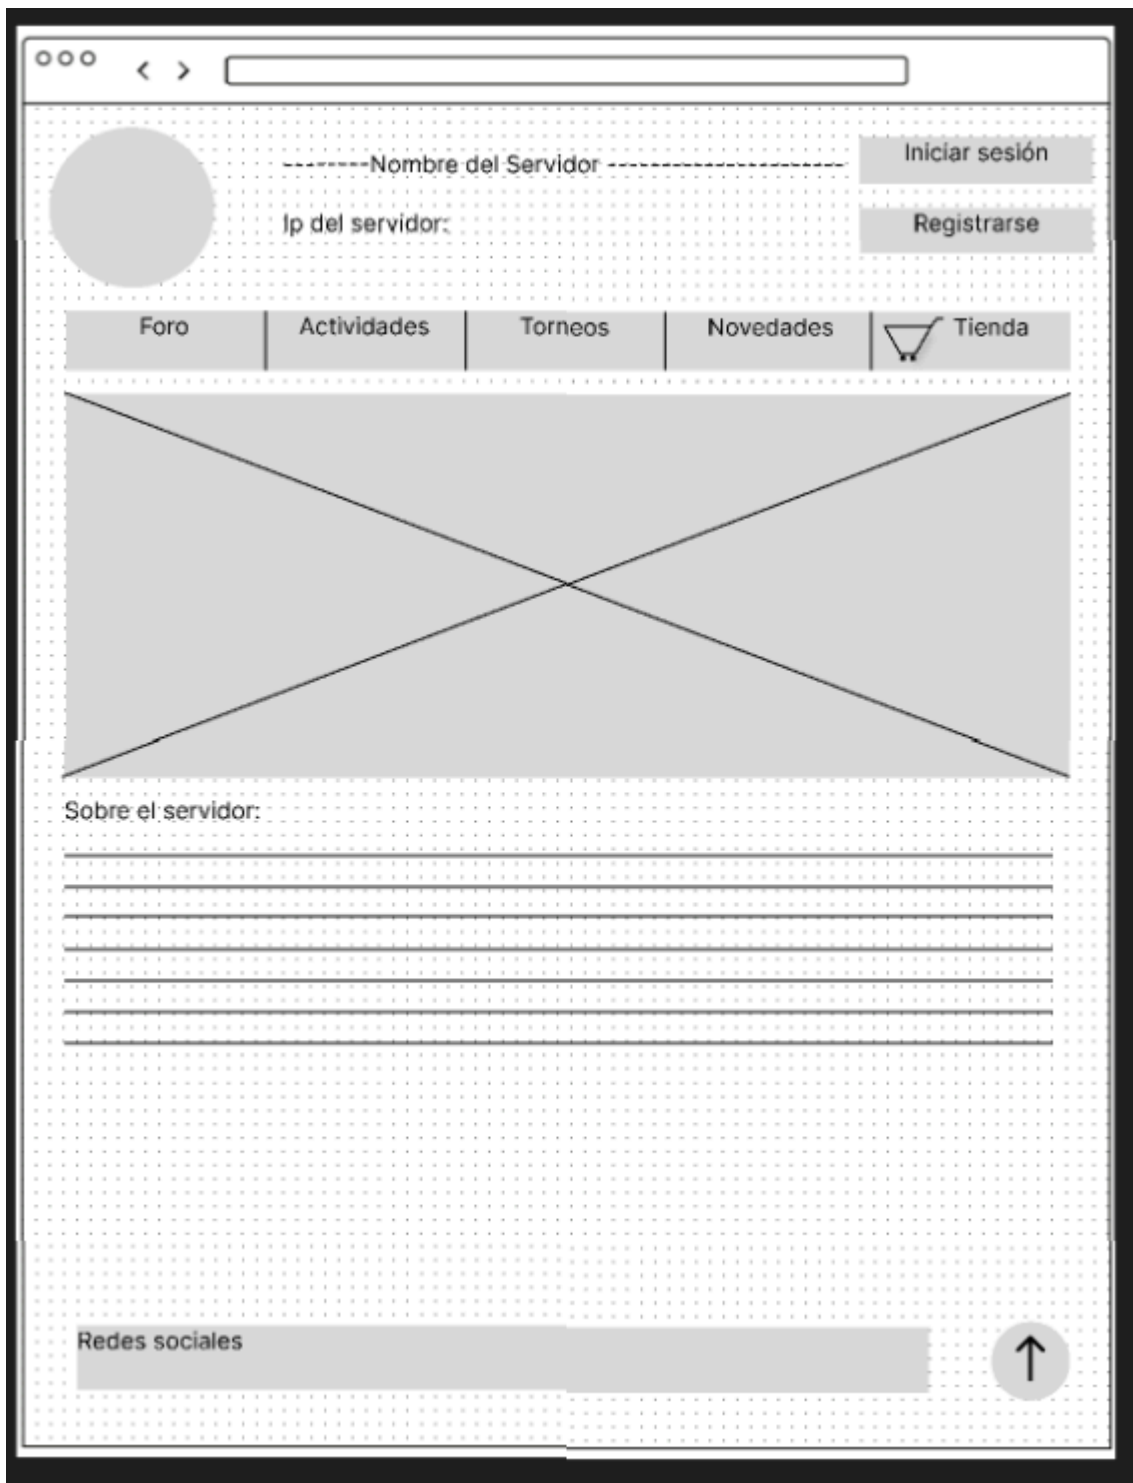 -------Nombre del Servidor --------------------
Iniciar sesión
Ip del servidor:
Registrarse
Foro
Actividades
Torneos
Novedades
Tienda
Sobre el servidor:
Redes sociales